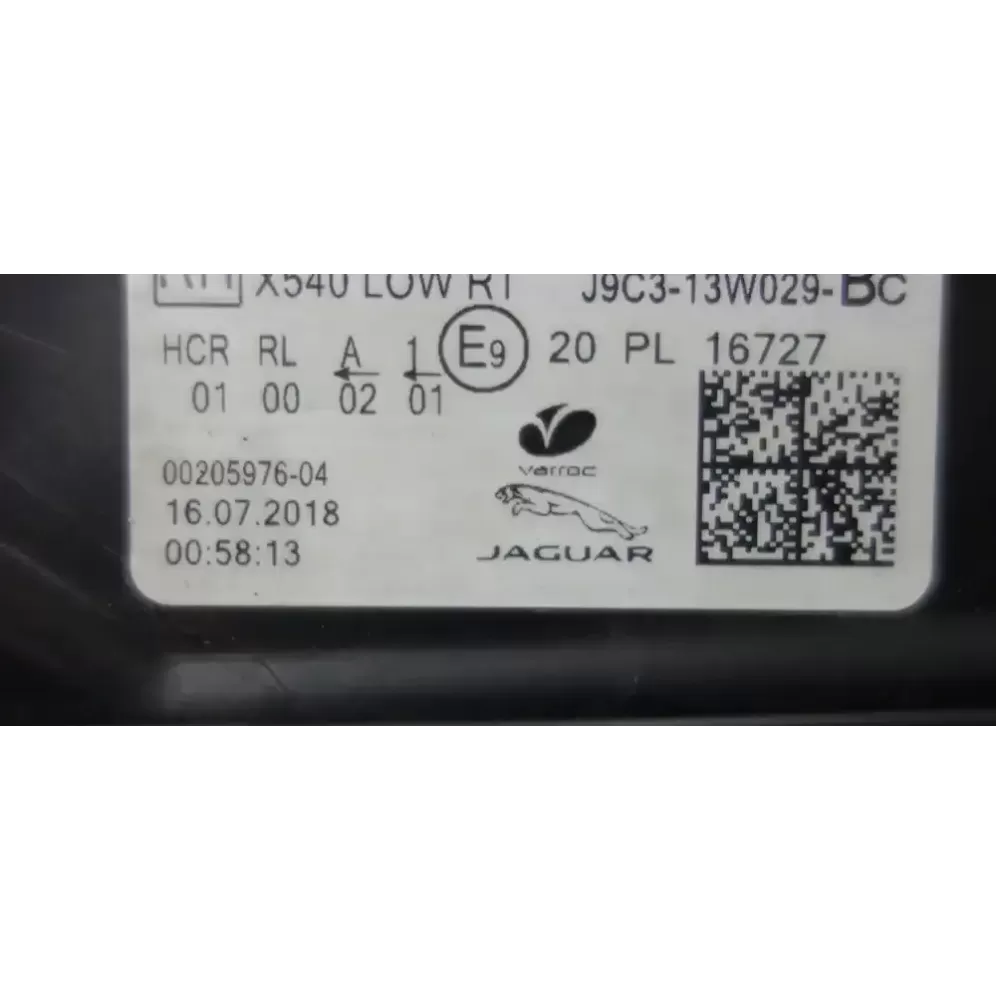 RH X540 LOW RT J9C3-13W029-BC
HCR RL A 1 E9 20 PL 16727
01 00 02 01
varroc
00205976-04
16.07.2018
JAGUAR
00:58:13